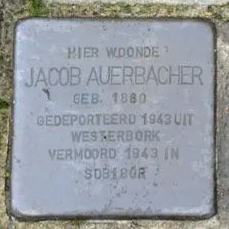 HIER WOONDE
JACOB AUERBACHER
GEB. 1880
GEDEPORTEERD 1943 UIT
WESTERBORK
VERMOORD 1943 IN
SOBIBOR